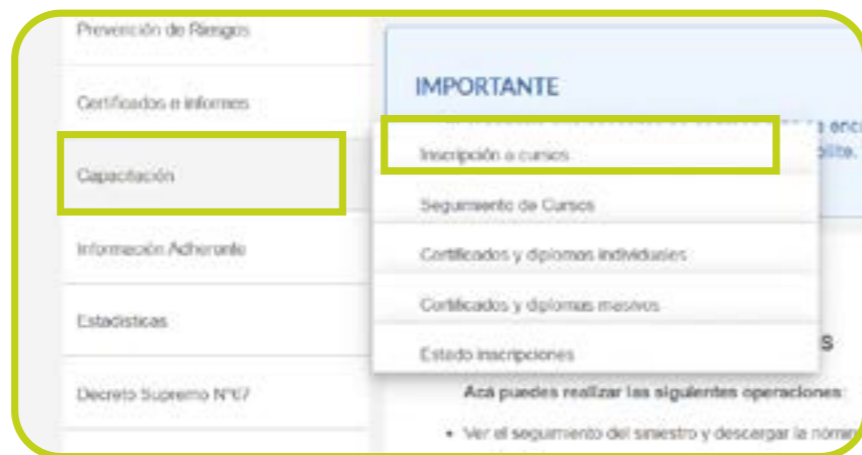 Prevención de Riesgos
Certificados e informes
Capacitación
Información Adherente
Estadísticas
Decreto Supremo N°67
IMPORTANTE
Inscripción a cursos
Seguimiento de Cursos
Certificados y diplomas individuales
Certificados y diplomas masivos
Estado inscripciones
Acá puedes realizar las siguientes operaciones:
• Ver el seguimiento del siniestro y descargar la